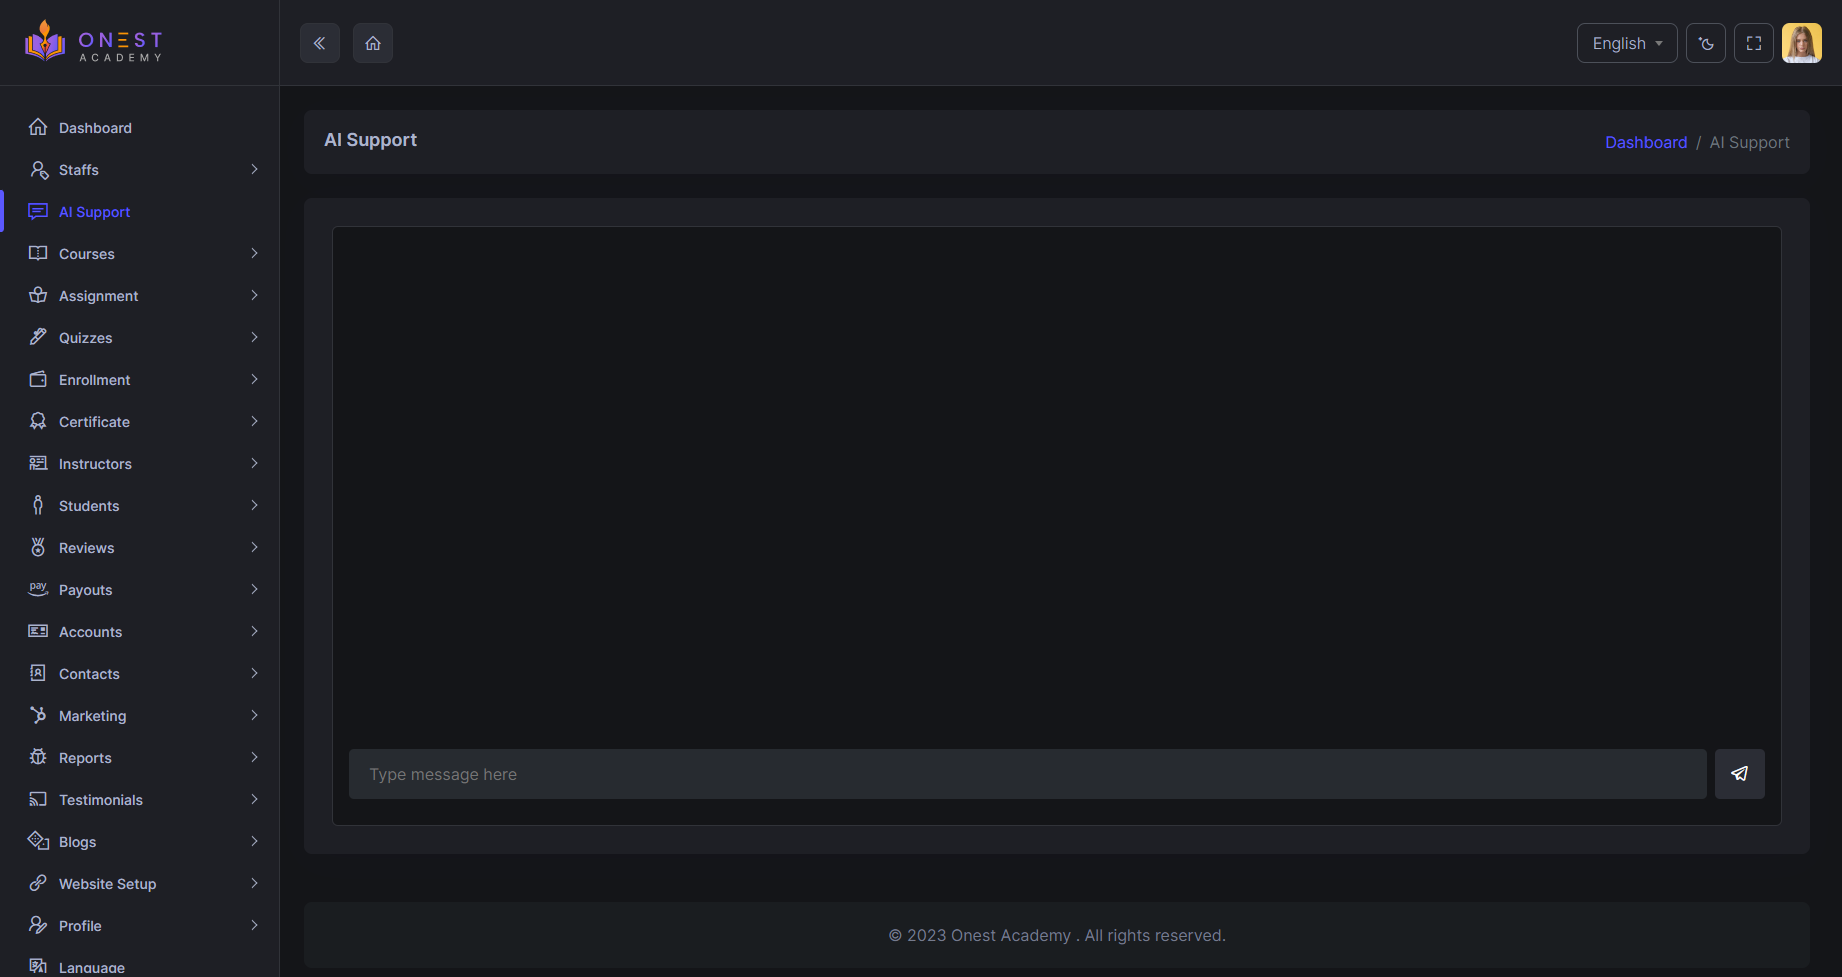 ONEST
ACADEMY
English
Dashboard
Staffs
AI Support
Courses
Assignment
Quizzes
Enrollment
Certificate
Instructors
Students
Reviews
pay
Payouts
Accounts
Contacts
Marketing
Reports
Testimonials
Blogs
Website Setup
Profile
Language
AI Support
Dashboard / AI Support
Type message here
© 2023 Onest Academy . All rights reserved.